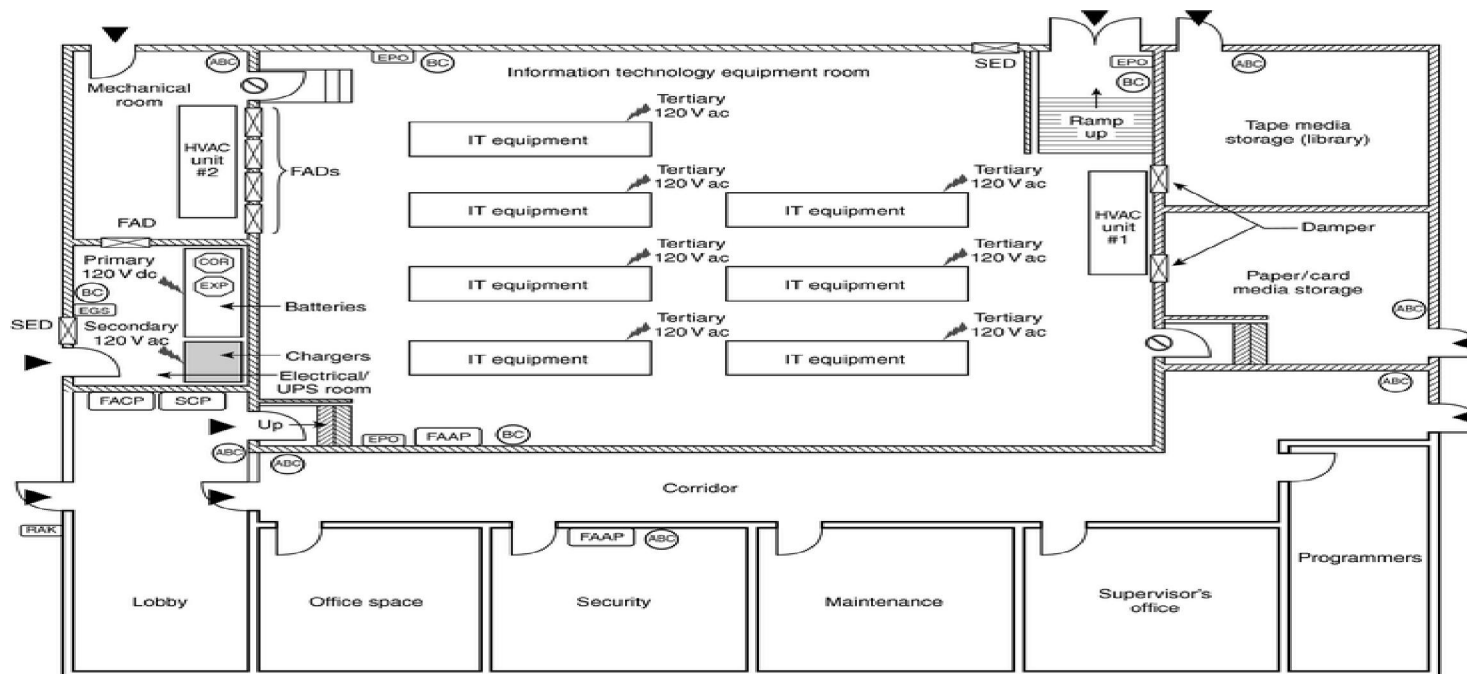 ABC
EPO
BC
Information technology equipment room
SED
EPO
BC
ABC
Mechanical
room
HVAC
unit
#2
FADs
FAD
Tertiary
120 V ac
IT equipment
Ramp
up
Tape media
storage (library)
Tertiary
120 V ac
IT equipment
Tertiary
120 V ac
IT equipment
HVAC
unit
#1
Damper
Primary
120 V dc
COR
EXP
BC
EGS
Batteries
Tertiary
120 V ac
IT equipment
Tertiary
120 V ac
IT equipment
Paper/card
media storage
ABC
SED
Secondary
120 V ac
Chargers
Electrical/
UPS room
Tertiary
120 V ac
IT equipment
Tertiary
120 V ac
IT equipment
ABC
FACP
SCP
Up
EPO
FAAP
BC
ABC
ABC
Corridor
RAK
FAAP
ABC
Lobby
Office space
Security
Maintenance
Supervisor's
office
Programmers